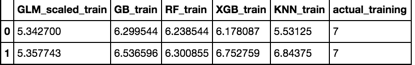 GLM_scaled_train GB_train RF_train XGB_train KNN_train actual_training
0 5.342700 6.299544 6.238544 6.178087 5.53125 7
1 5.357743 6.536596 6.300855 6.752759 6.84375 7